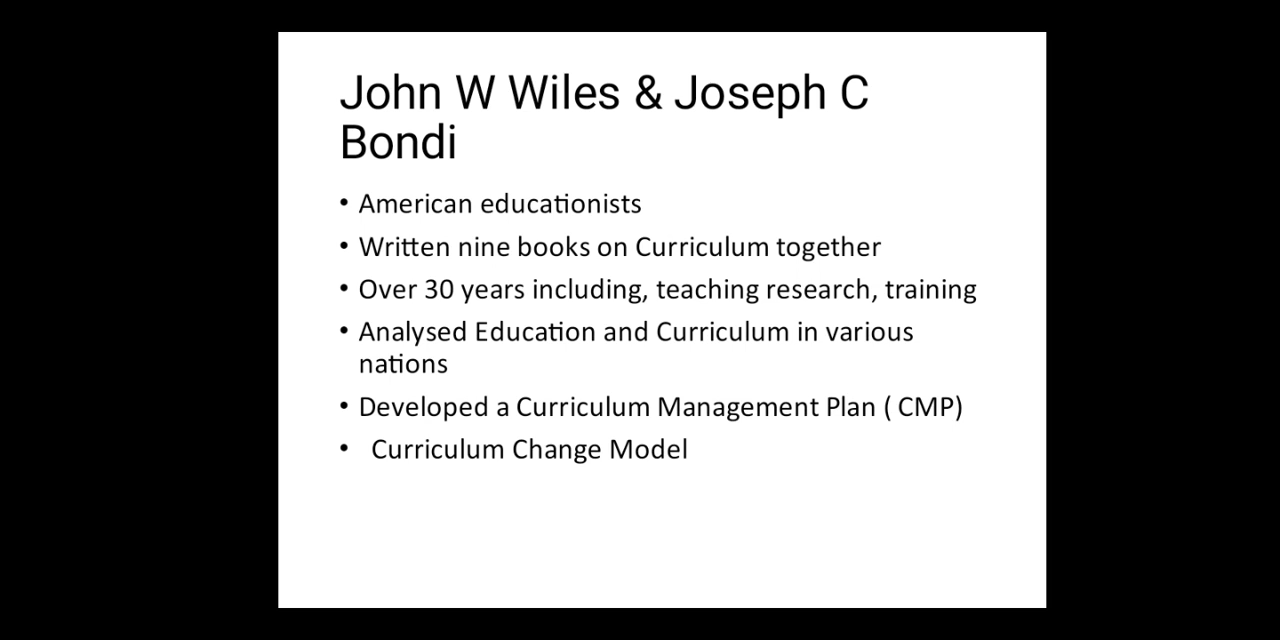 John W Wiles & Joseph C
Bondi
• American educationists
• Written nine books on Curriculum together
• Over 30 years including, teaching research, training
• Analysed Education and Curriculum in various
nations
• Developed a Curriculum Management Plan ( CMP)
• Curriculum Change Model